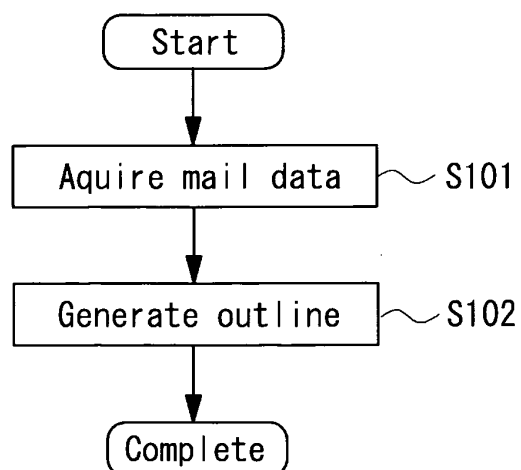 Start
Aquire mail data S101
Generate outline S102
Complete